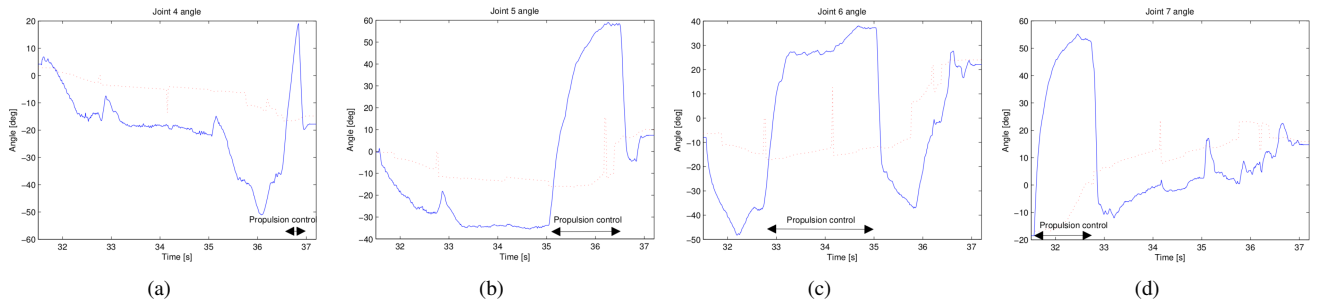 Joint 4 angle
20
10
0
−10
−20
−30
−40
−50
−60
Angle [deg]
Propulsion control
32 33 34 35 36 37
Time [s]
(a)
Joint 5 angle
60
50
40
30
20
10
0
−10
−20
−30
−40
Angle [deg]
Propulsion control
32 33 34 35 36 37
Time [s]
(b)
Joint 6 angle
40
30
20
10
0
−10
−20
−30
−40
−50
Angle [deg]
Propulsion control
32 33 34 35 36 37
Time [s]
(c)
Joint 7 angle
60
50
40
30
20
10
0
−10
−20
Angle [deg]
Propulsion control
32 33 34 35 36 37
Time [s]
(d)